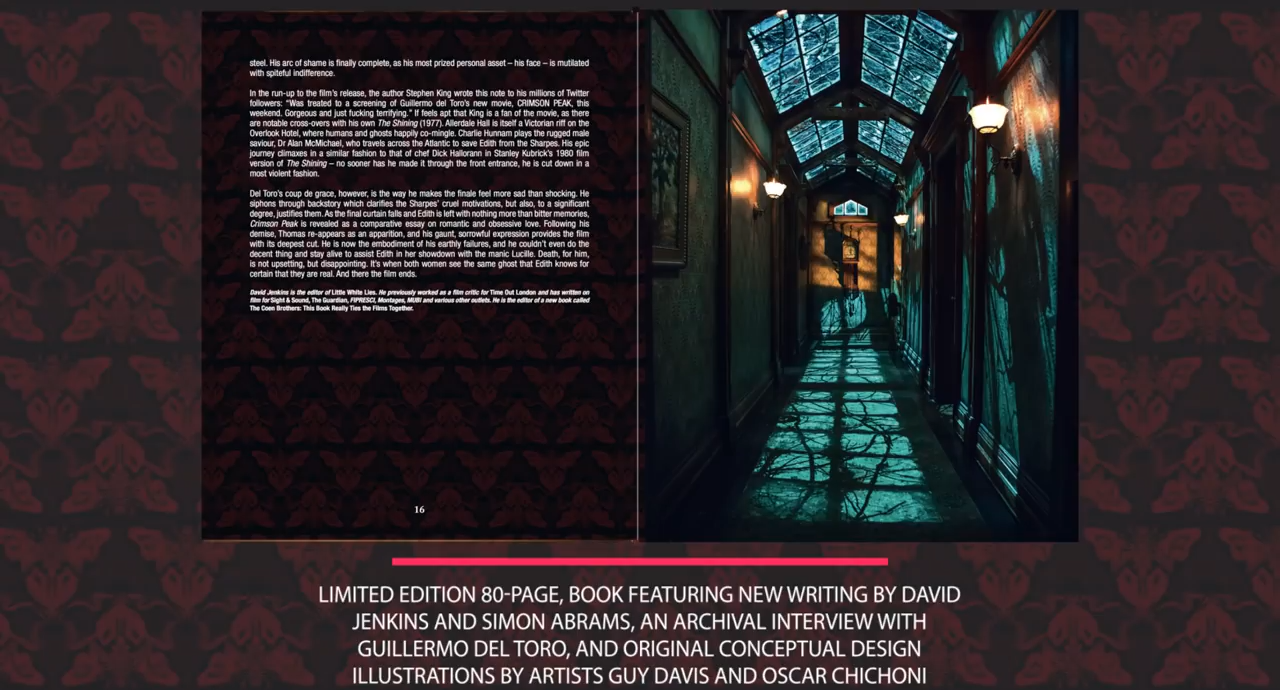 steel. His arc of shame is finally complete, as his most prized personal asset – his face – is mutilated
with spiteful indifference.
In the run-up to the film's release, the author Stephen King wrote this note to his millions of Twitter
followers: “Was treated to a screening of Guillermo del Toro's new movie, CRIMSON PEAK, this
weekend. Gorgeous and just fucking terrifying.” If feels apt that King is a fan of the movie, as there
are notable cross-overs with his own The Shining (1977). Allerdale Hall is itself a Victorian riff on the
Overlook Hotel, where humans and ghosts happily co-mingle. Charlie Hunnam plays the rugged male
saviour, Dr Alan McMichael, who travels across the Atlantic to save Edith from the Sharpes. His epic
journey climaxes in a similar fashion to that of chef Dick Hallorann in Stanley Kubrick's 1980 film
version of The Shining – no sooner has he made it through the front entrance, he is cut down in a
most violent fashion.
Del Toro's coup de grace, however, is the way he makes the finale feel more sad than shocking. He
siphons through backstory which clarifies the Sharpes' cruel motivations, but also, to a significant
degree, justifies them. As the final curtain falls and Edith is left with nothing more than bitter memories,
Crimson Peak is revealed as a comparative essay on romantic and obsessive love. Following his
demise, Thomas re-appears as an apparition, and his gaunt, sorrowful expression provides the film
with its deepest cut. He is now the embodiment of his earthly failures, and he couldn't even do the
decent thing and stay alive to assist Edith in her showdown with the manic Lucille. Death, for him,
is not upsetting, but disappointing. It's when both women see the same ghost that Edith knows for
certain that they are real. And there the film ends.
David Jenkins is the editor of Little White Lies. He previously worked as a film critic for Time Out London and has written on
film for Sight & Sound, The Guardian, FIPRESCI, Montages, MUBI and various other outlets. He is the editor of a new book called
The Coen Brothers: This Book Really Ties the Films Together.
16
LIMITED EDITION 80-PAGE, BOOK FEATURING NEW WRITING BY DAVID
JENKINS AND SIMON ABRAMS, AN ARCHIVAL INTERVIEW WITH
GUILLERMO DEL TORO, AND ORIGINAL CONCEPTUAL DESIGN
ILLUSTRATIONS BY ARTISTS GUY DAVIS AND OSCAR CHICHONI